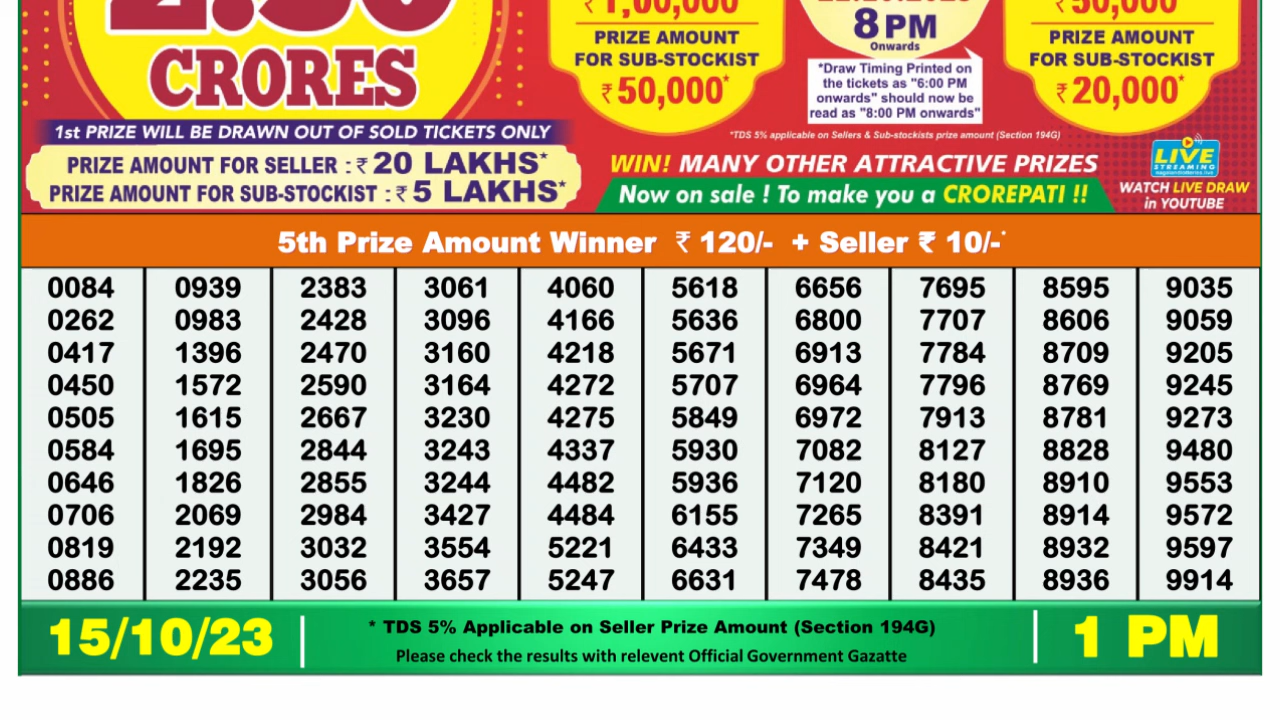 CRORES
1st PRIZE WILL BE DRAWN OUT OF SOLD TICKETS ONLY
PRIZE AMOUNT FOR SELLER : ₹ 20 LAKHS*
PRIZE AMOUNT FOR SUB-STOCKIST : ₹ 5 LAKHS*
₹ 1,00,000
PRIZE AMOUNT
FOR SUB-STOCKIST
₹ 50,000*
8 PM
Onwards
*Draw Timing Printed on
the tickets as "6:00 PM
onwards" should now be
read as "8:00 PM onwards"
₹ 50,000
PRIZE AMOUNT
FOR SUB-STOCKIST
₹ 20,000*
*TDS 5% applicable on Sellers & Sub-stockists prize amount (Section 194G)
WIN! MANY OTHER ATTRACTIVE PRIZES
Now on sale ! To make you a CROREPATI !!
LIVE
STREAMING
WATCH LIVE DRAW
in YOUTUBE
5th Prize Amount Winner ₹ 120/- + Seller ₹ 10/-*
0084 0939 2383 3061 4060 5618 6656 7695 8595 9035
0262 0983 2428 3096 4166 5636 6800 7707 8606 9059
0417 1396 2470 3160 4218 5671 6913 7784 8709 9205
0450 1572 2590 3164 4272 5707 6964 7796 8769 9245
0505 1615 2667 3230 4275 5849 6972 7913 8781 9273
0584 1695 2844 3243 4337 5930 7082 8127 8828 9480
0646 1826 2855 3244 4482 5936 7120 8180 8910 9553
0706 2069 2984 3427 4484 6155 7265 8391 8914 9572
0819 2192 3032 3554 5221 6433 7349 8421 8932 9597
0886 2235 3056 3657 5247 6631 7478 8435 8936 9914
15/10/23
* TDS 5% Applicable on Seller Prize Amount (Section 194G)
Please check the results with relevent Official Government Gazatte
1 PM